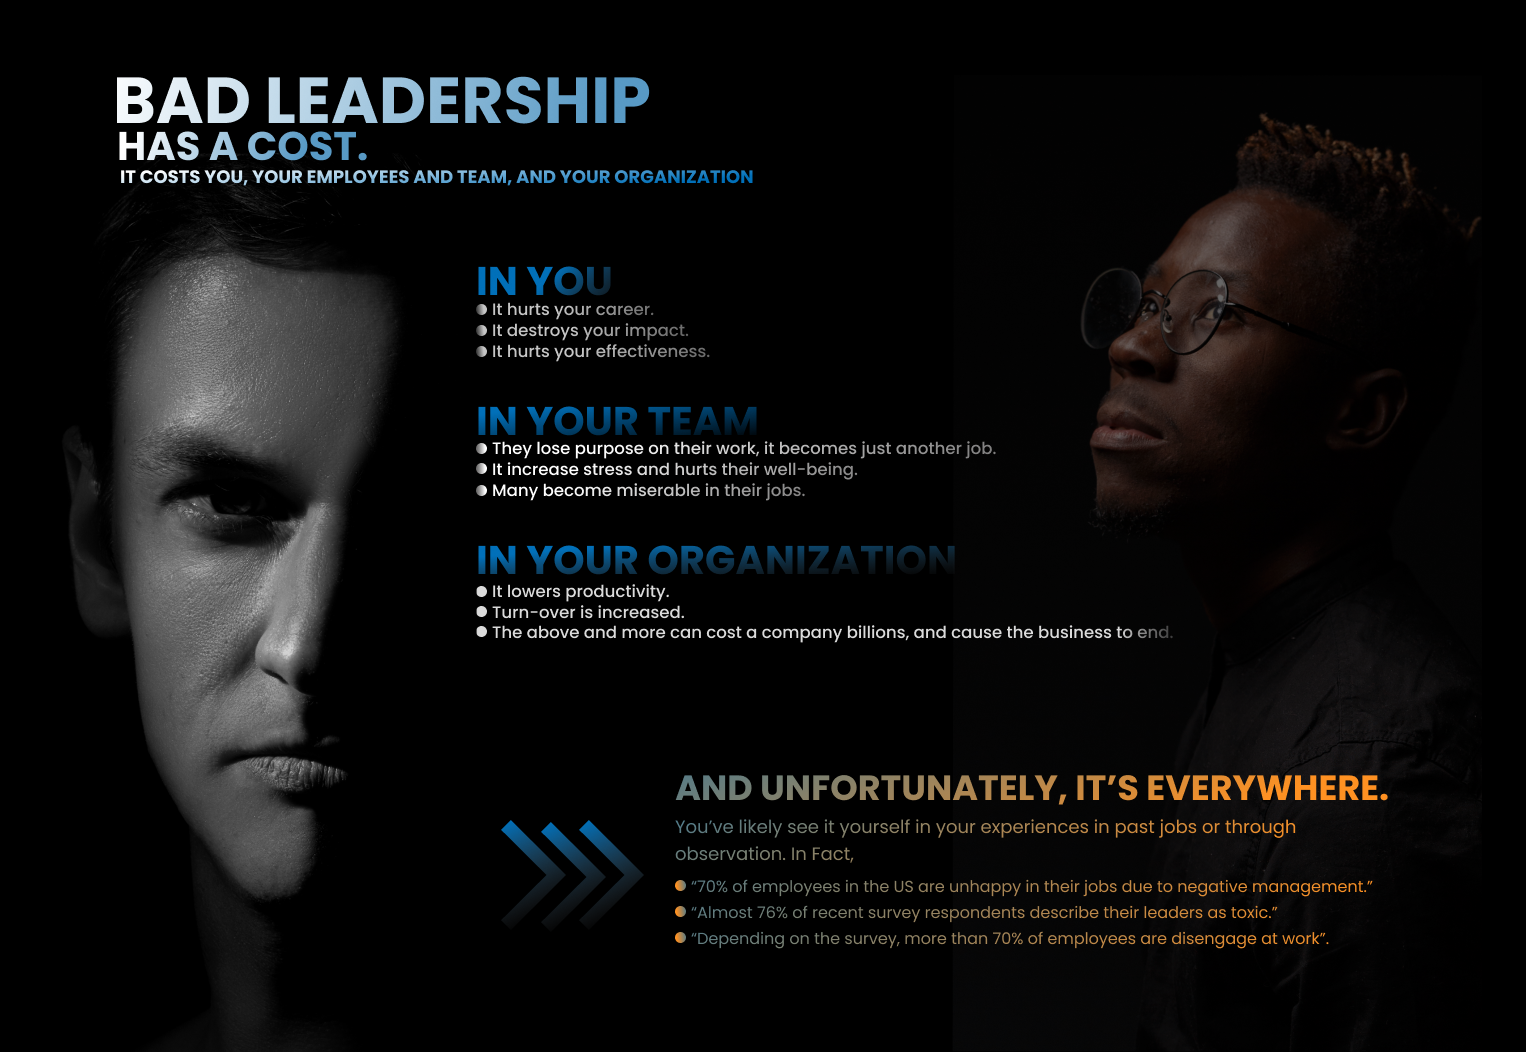 BAD LEADERSHIP
HAS A COST.
IT COSTS YOU, YOUR EMPLOYEES AND TEAM, AND YOUR ORGANIZATION
IN YOU
It hurts your career.
It destroys your impact.
It hurts your effectiveness.
IN YOUR TEAM
They lose purpose on their work, it becomes just another job.
It increase stress and hurts their well-being.
Many become miserable in their jobs.
IN YOUR ORGANIZATION
It lowers productivity.
Turn-over is increased.
The above and more can cost a company billions, and cause the business to end.
AND UNFORTUNATELY, IT’S EVERYWHERE.
You’ve likely see it yourself in your experiences in past jobs or through
observation. In Fact,
“70% of employees in the US are unhappy in their jobs due to negative management.”
“Almost 76% of recent survey respondents describe their leaders as toxic.”
“Depending on the survey, more than 70% of employees are disengage at work”.